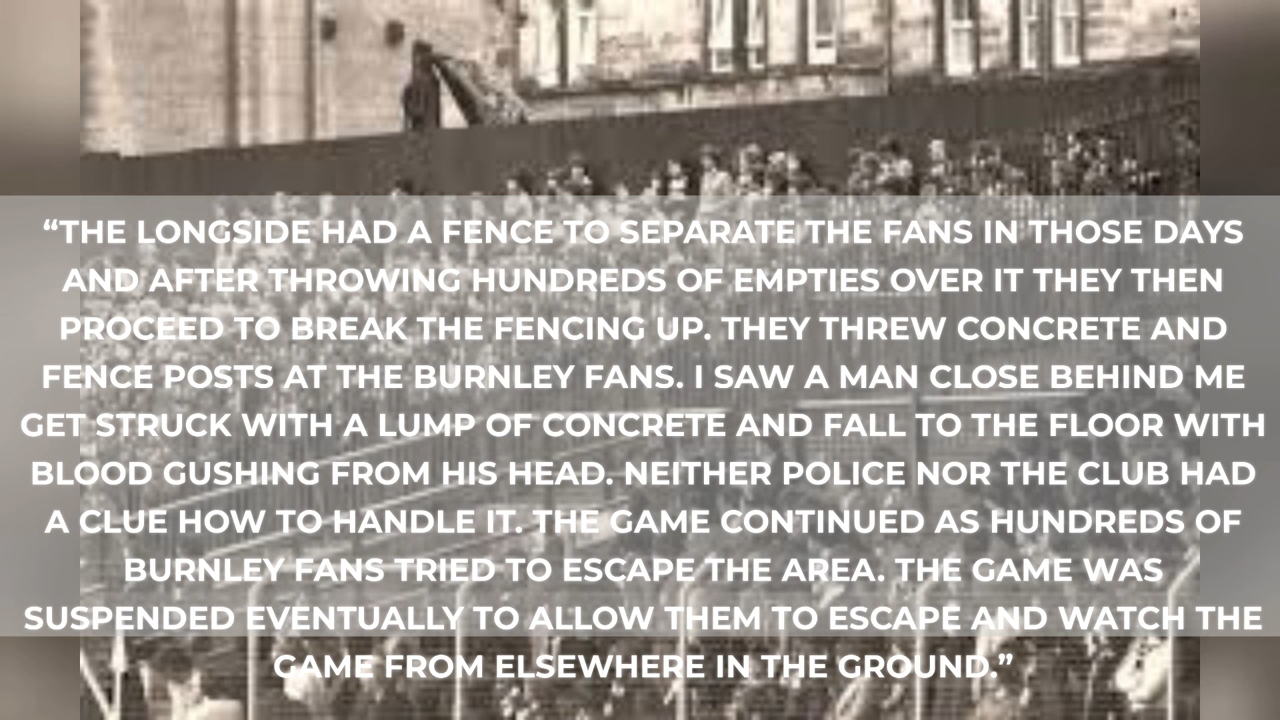 “THE LONGSIDE HAD A FENCE TO SEPARATE THE FANS IN THOSE DAYS
AND AFTER THROWING HUNDREDS OF EMPTIES OVER IT THEY THEN
PROCEED TO BREAK THE FENCING UP. THEY THREW CONCRETE AND
FENCE POSTS AT THE BURNLEY FANS. I SAW A MAN CLOSE BEHIND ME
GET STRUCK WITH A LUMP OF CONCRETE AND FALL TO THE FLOOR WITH
BLOOD GUSHING FROM HIS HEAD. NEITHER POLICE NOR THE CLUB HAD
A CLUE HOW TO HANDLE IT. THE GAME CONTINUED AS HUNDREDS OF
BURNLEY FANS TRIED TO ESCAPE THE AREA. THE GAME WAS
SUSPENDED EVENTUALLY TO ALLOW THEM TO ESCAPE AND WATCH THE
GAME FROM ELSEWHERE IN THE GROUND.”